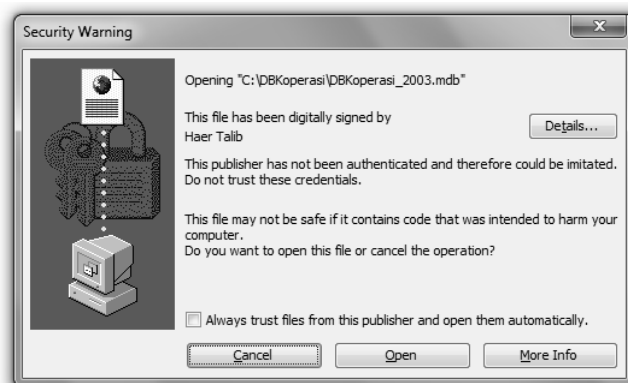 Security Warning
Opening "C:\DBKoperasi\DBKoperasi_2003.mdb"
This file has been digitally signed by
Haer Talib
Details...
This publisher has not been authenticated and therefore could be imitated.
Do not trust these credentials.
This file may not be safe if it contains code that was intended to harm your
computer.
Do you want to open this file or cancel the operation?
Always trust files from this publisher and open them automatically.
Cancel
Open
More Info